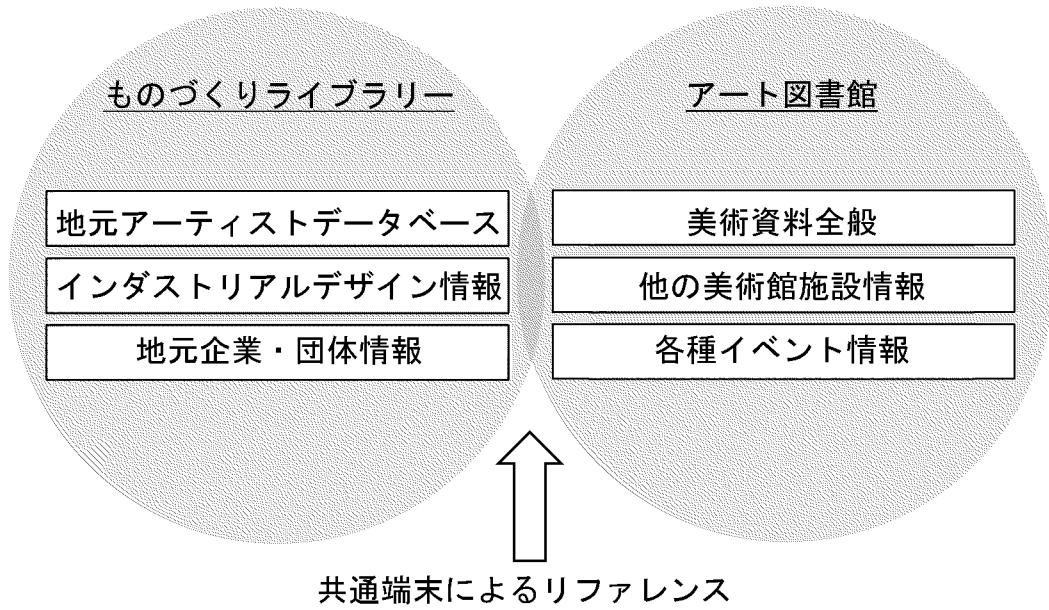 ものづくりライブラリー
地元アーティストデータベース
インダストリアルデザイン情報
地元企業・団体情報
アート図書館
美術資料全般
他の美術館施設情報
各種イベント情報
共通端末によるリファレンス